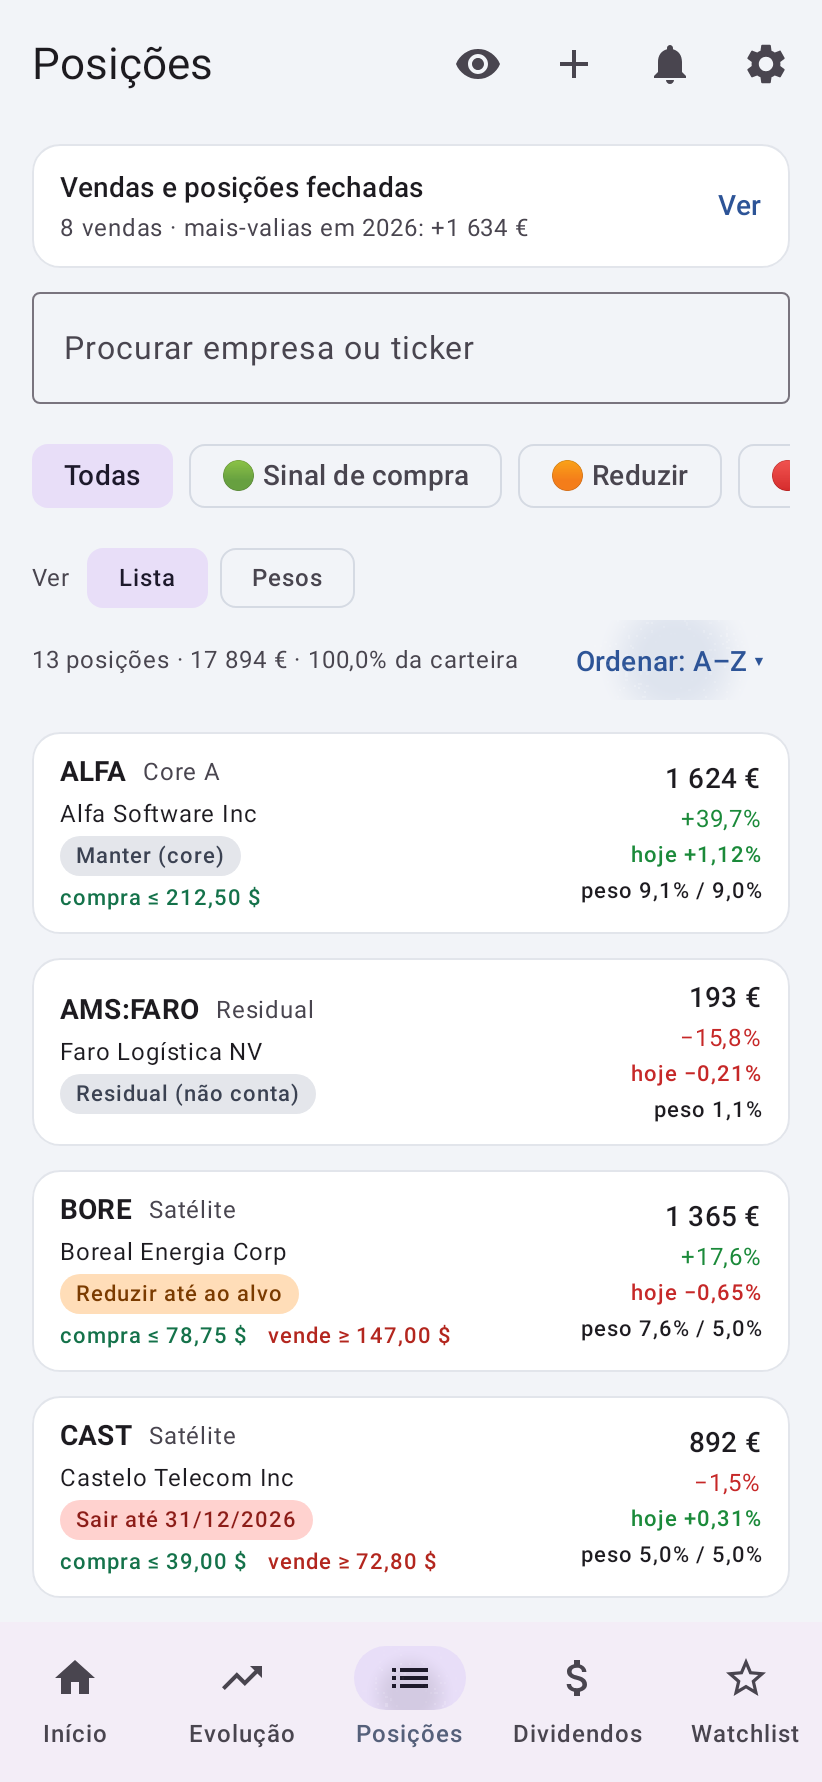 Posições
Vendas e posições fechadas
8 vendas · mais-valias em 2026: +1 634 €
Ver
Procurar empresa ou ticker
Todas
Sinal de compra
Reduzir
Ver
Lista
Pesos
13 posições · 17 894 € · 100,0% da carteira
Ordenar: A–Z ▾
ALFA Core A
Alfa Software Inc
Manter (core)
compra ≤ 212,50 $
1 624 €
+39,7%
hoje +1,12%
peso 9,1% / 9,0%
AMS:FARO Residual
Faro Logística NV
Residual (não conta)
193 €
−15,8%
hoje −0,21%
peso 1,1%
BORE Satélite
Boreal Energia Corp
Reduzir até ao alvo
compra ≤ 78,75 $ vende ≥ 147,00 $
1 365 €
+17,6%
hoje −0,65%
peso 7,6% / 5,0%
CAST Satélite
Castelo Telecom Inc
Sair até 31/12/2026
compra ≤ 39,00 $ vende ≥ 72,80 $
892 €
−1,5%
hoje +0,31%
peso 5,0% / 5,0%
Início
Evolução
Posições
Dividendos
Watchlist